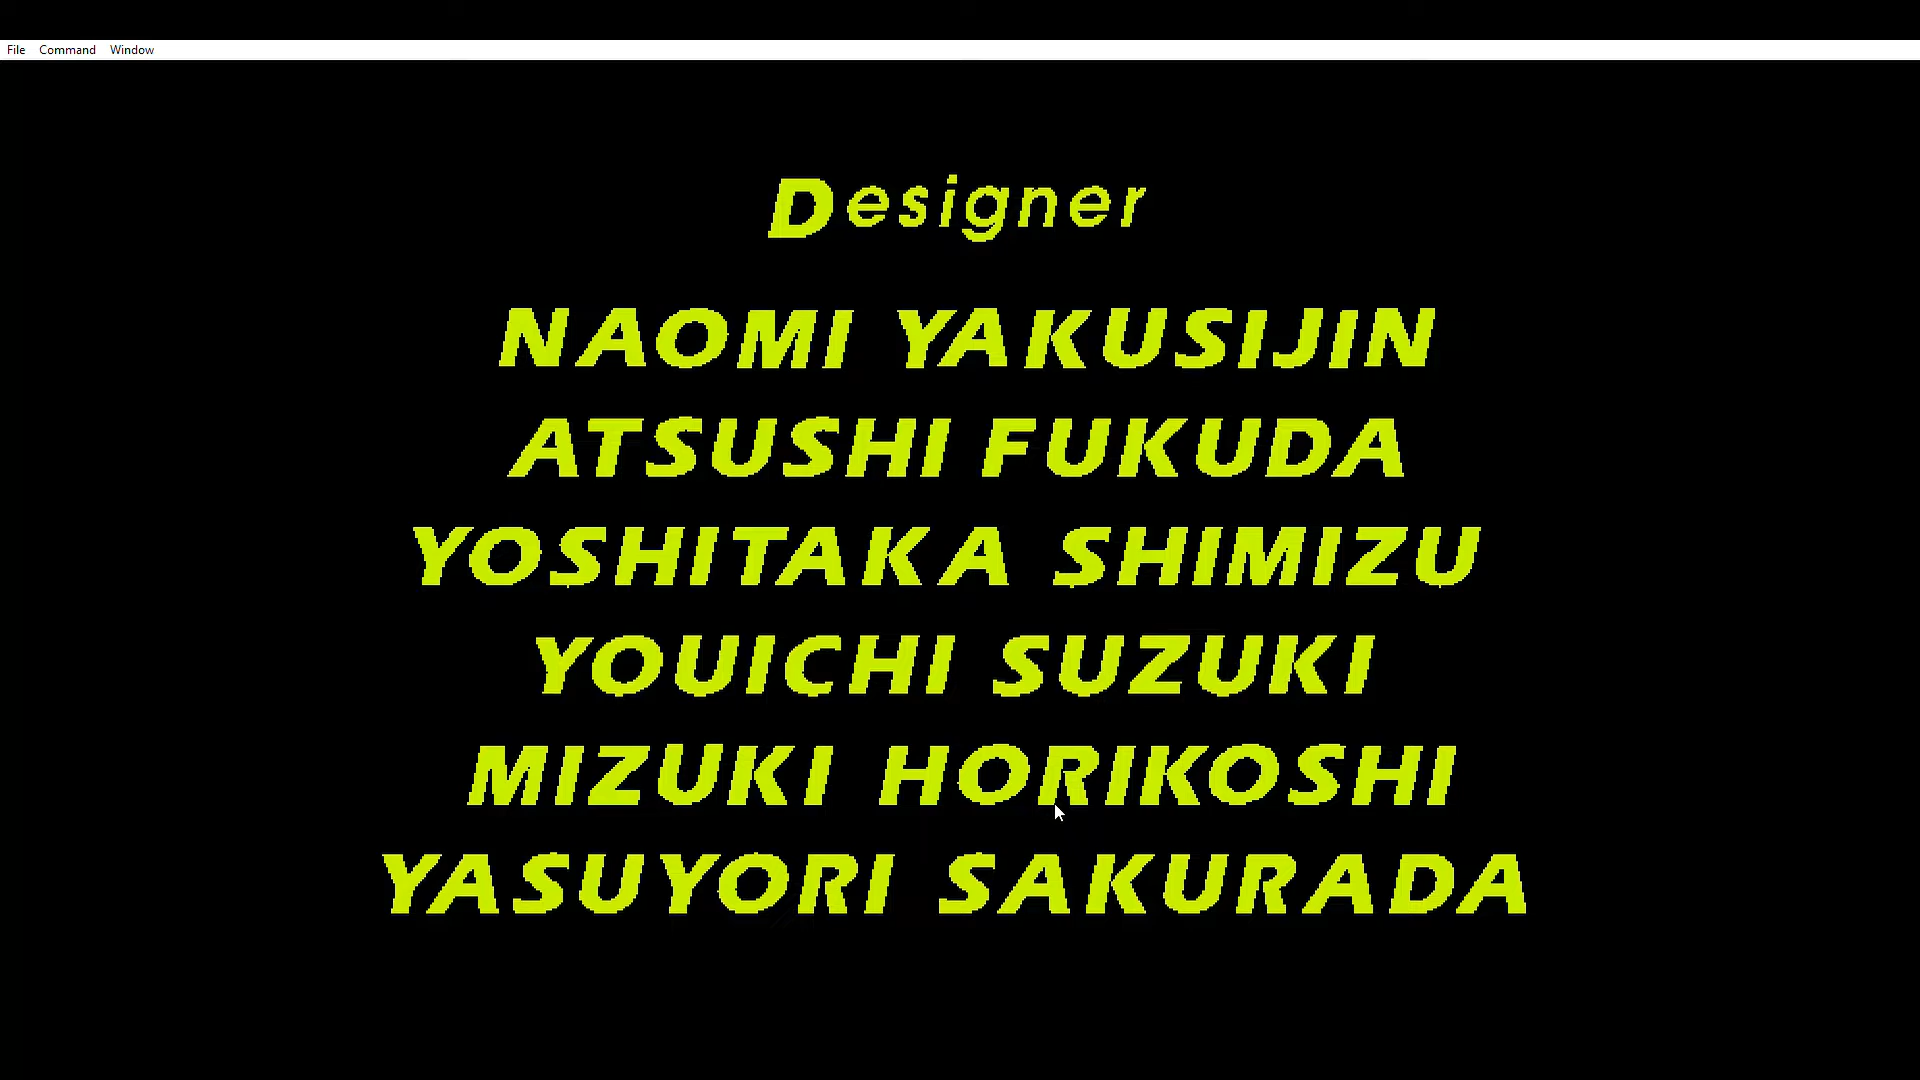 File Command Window
Designer
NAOMI YAKUSIJIN
ATSUSHI FUKUDA
YOSHITAKA SHIMIZU
YOUICHI SUZUKI
MIZUKI HORIKOSHI
YASUYORI SAKURADA